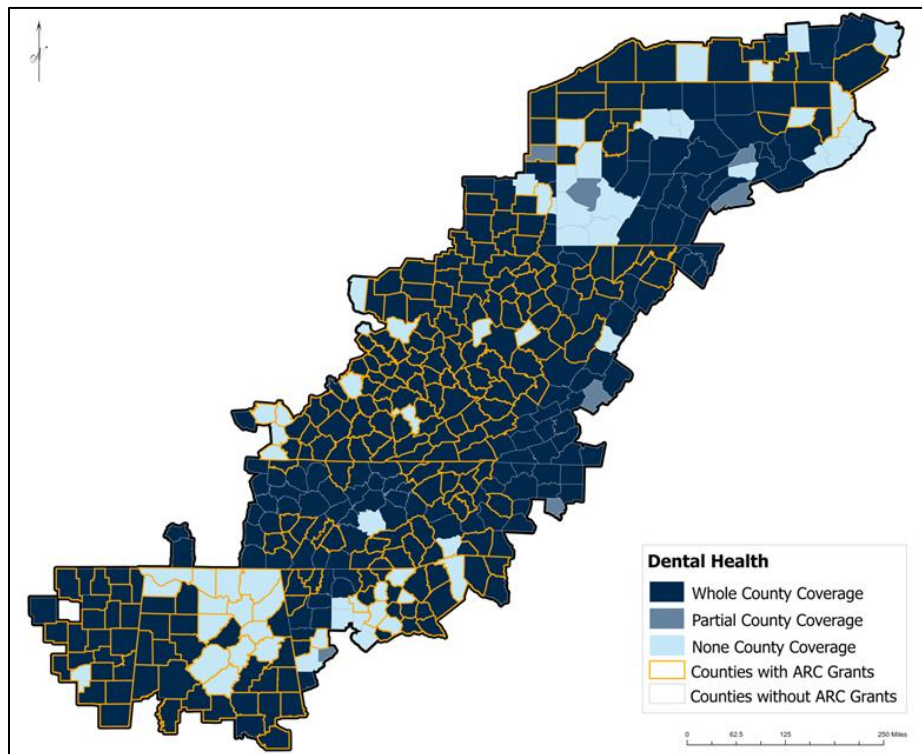 N
Dental Health
Whole County Coverage
Partial County Coverage
None County Coverage
Counties with ARC Grants
Counties without ARC Grants
0 62.5 125 250 Miles